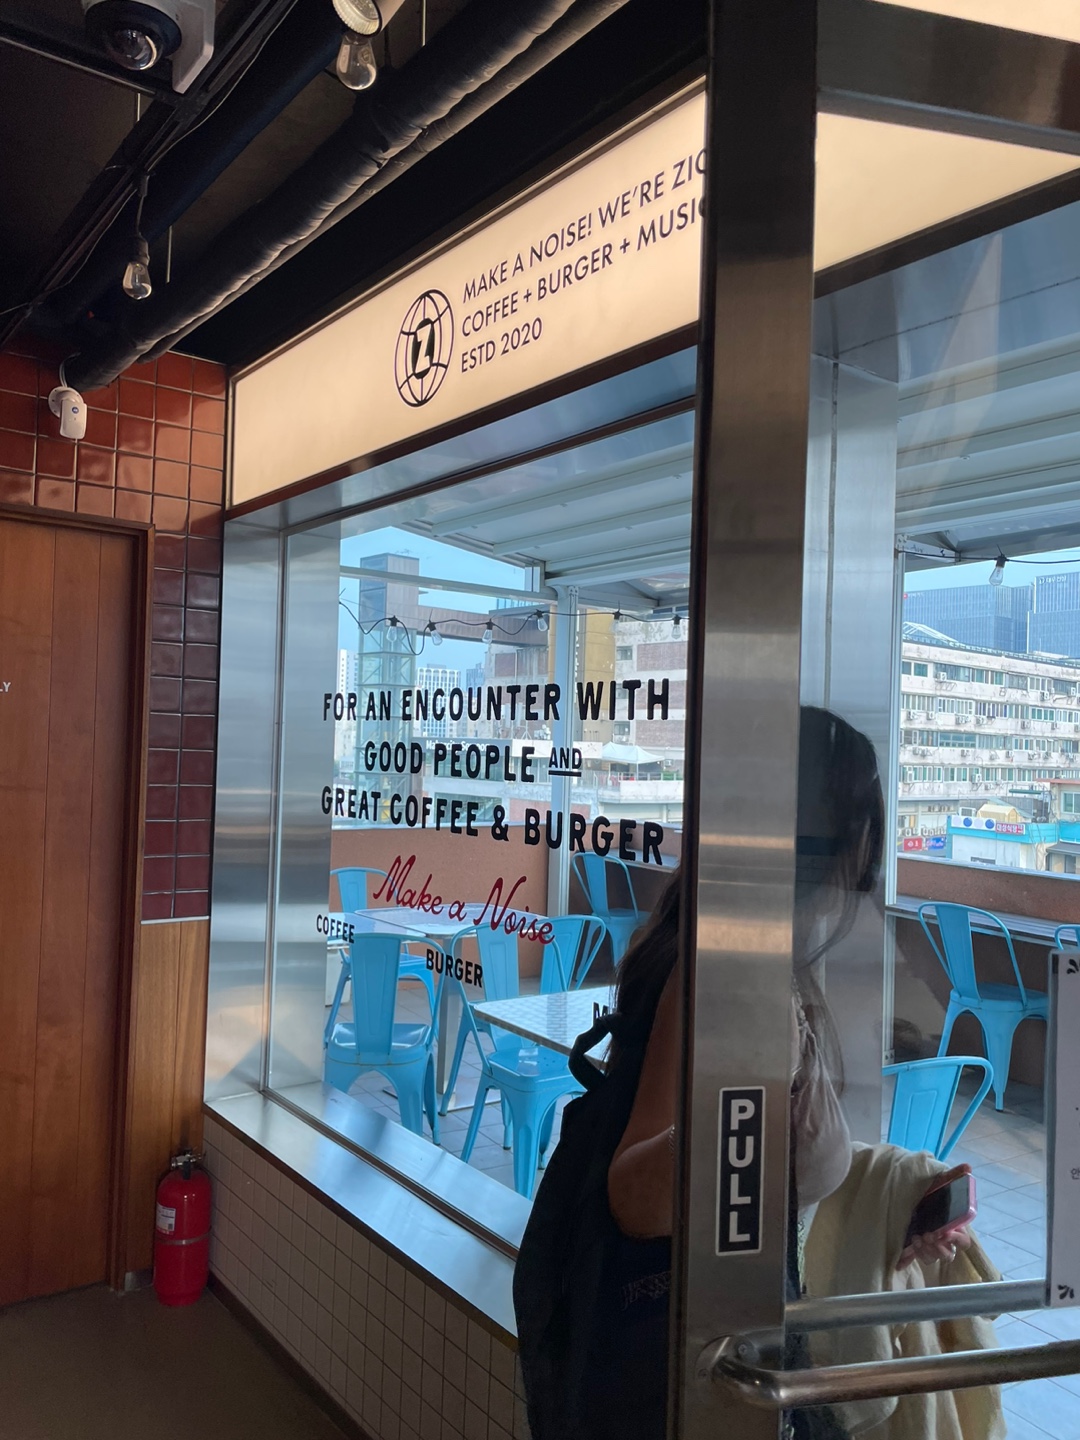 MAKE A NOISE! WE'RE
COFFEE + BURGER + MUSIC
ESTD 2020
Z
FOR AN ENCOUNTER WITH
GOOD PEOPLE AND
GREAT COFFEE & BURGER
Make a Noise
COFFEE
BURGER
PULL